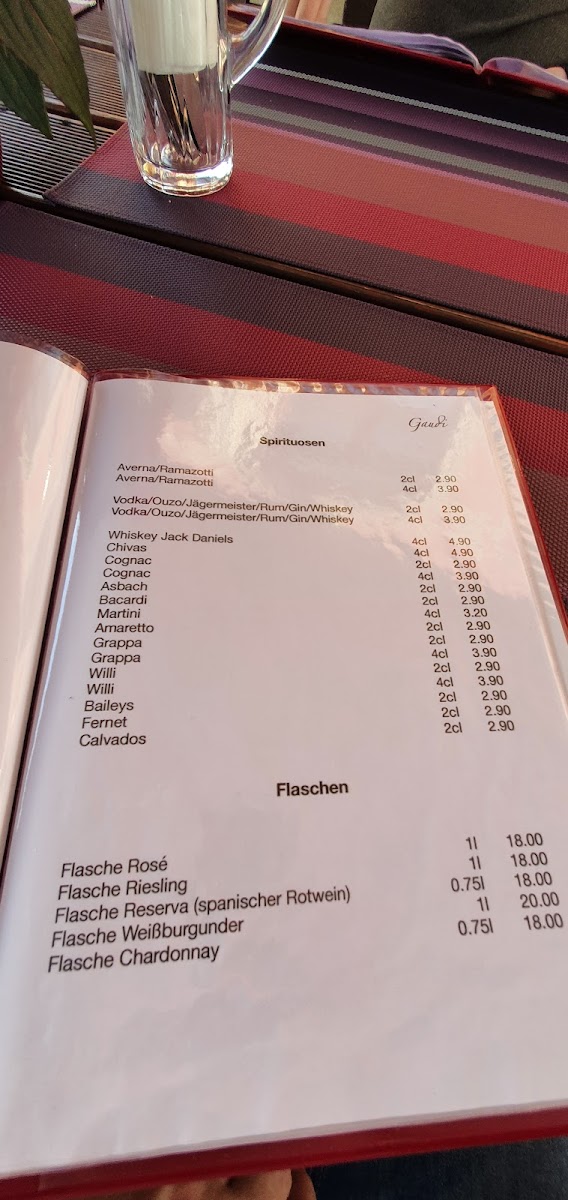 Gaudi
Spirituosen
Averna/Ramazotti 2cl 2.90
Averna/Ramazotti 4cl 3.90
Vodka/Ouzo/Jägermeister/Rum/Gin/Whiskey 2cl 2.90
Vodka/Ouzo/Jägermeister/Rum/Gin/Whiskey 4cl 3.90
Whiskey Jack Daniels 4cl 4.90
Chivas 4cl 4.90
Cognac 2cl 2.90
Cognac 4cl 3.90
Asbach 2cl 2.90
Bacardi 2cl 2.90
Martini 4cl 3.20
Amaretto 2cl 2.90
Grappa 2cl 2.90
Grappa 4cl 3.90
Willi 2cl 2.90
Willi 4cl 3.90
Baileys 2cl 2.90
Fernet 2cl 2.90
Calvados 2cl 2.90
Flaschen
Flasche Rosé 1l 18.00
Flasche Riesling 1l 18.00
Flasche Reserva (spanischer Rotwein) 0.75l 18.00
Flasche Weißburgunder 1l 20.00
Flasche Chardonnay 0.75l 18.00